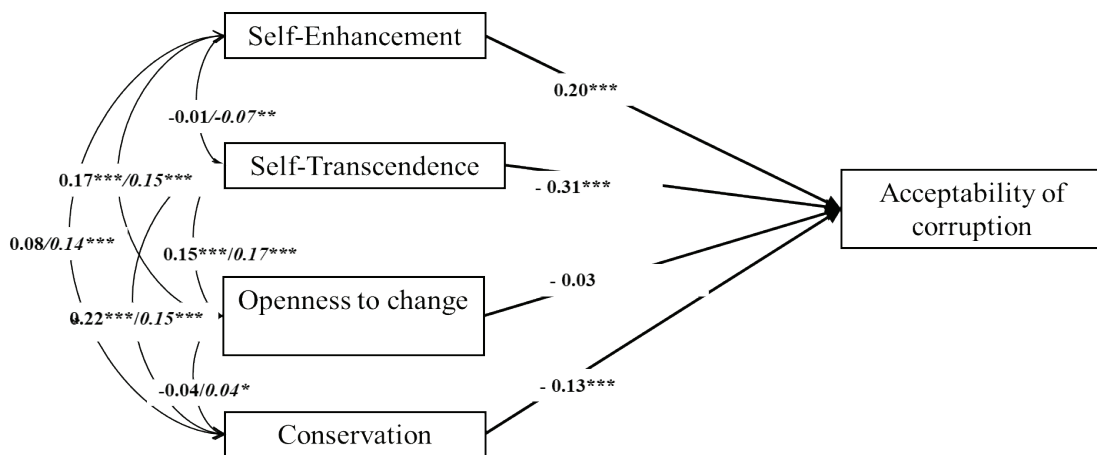 Self-Enhancement
0.20***
-0.01/-0.07**
Self-Transcendence
0.17***/0.15***
- 0.31***
Acceptability of
corruption
0.08/0.14***
0.15***/0.17***
Openness to change
- 0.03
0.22***/0.15***
-0.04/0.04*
- 0.13***
Conservation